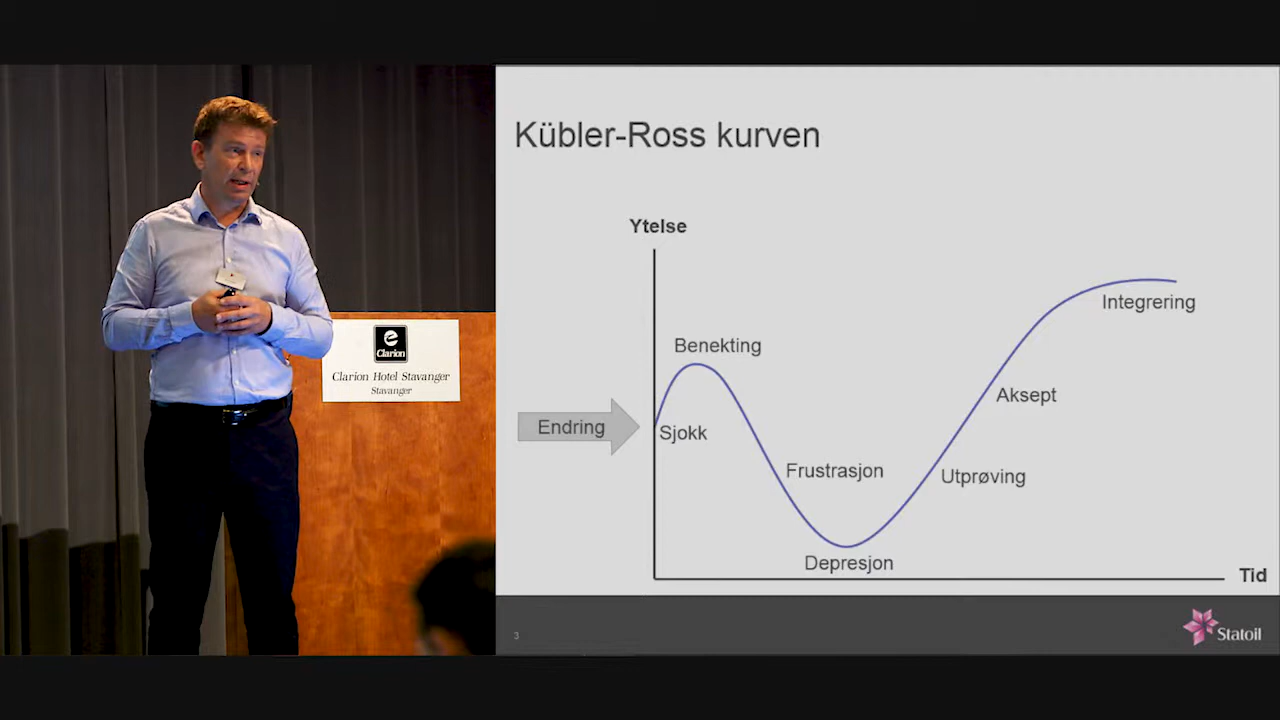 Kübler-Ross kurven
Ytelse
Benekting
Integrering
Aksept
Endring
Sjokk
Frustrasjon
Utprøving
Depresjon
Tid
3
Statoil
e
Clarion
Clarion Hotel Stavanger
Stavanger